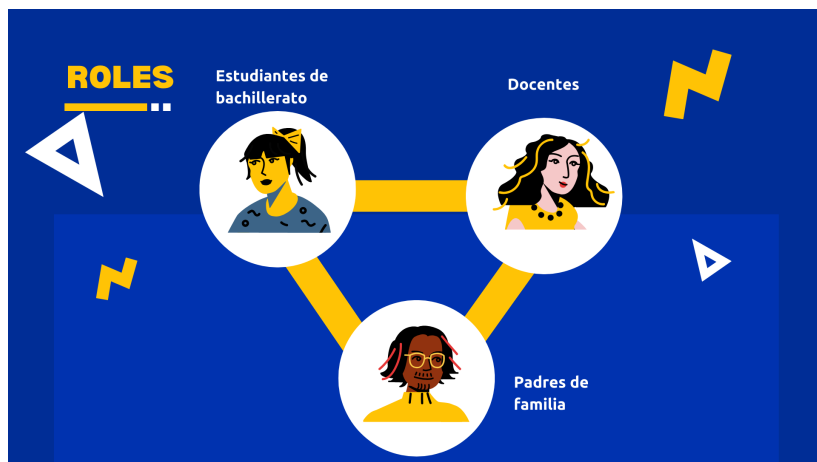 ROLES
Estudiantes de
bachillerato
Docentes
Padres de
familia